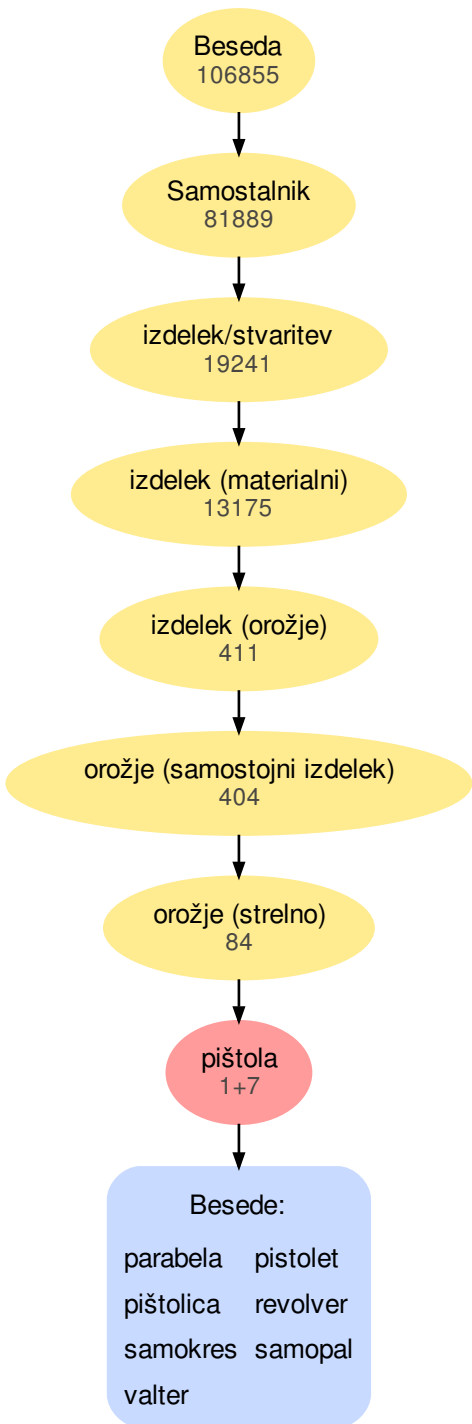 Beseda
106855
Samostalnik
81889
izdelek/stvaritev
19241
izdelek (materialni)
13175
izdelek (orožje)
411
orožje (samostojni izdelek)
404
orožje (strelno)
84
pištola
1+7
Besede:
parabela pistolet
pištolica revolver
samokres samopal
valter